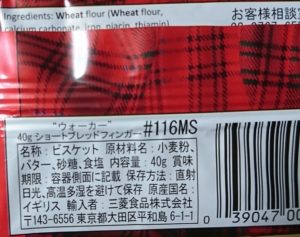 Ingredients: Wheat flour (Wheat flour,
calcium carbonate, iron, niacin, thiamin)
お客様相談室
"ウォーカー"
40g ショートブレッドフィンガー #116MS
名称:ビスケット 原材料名:小麦粉、
バター、砂糖、食塩 内容量:40g 賞味
期限:容器側面に記載 保存方法:直射
日光、高温多湿を避けて保存 原産国名:
イギリス 輸入者:三菱食品株式会社
〒143-6556 東京都大田区平和島 6-1-1
0 39047 00